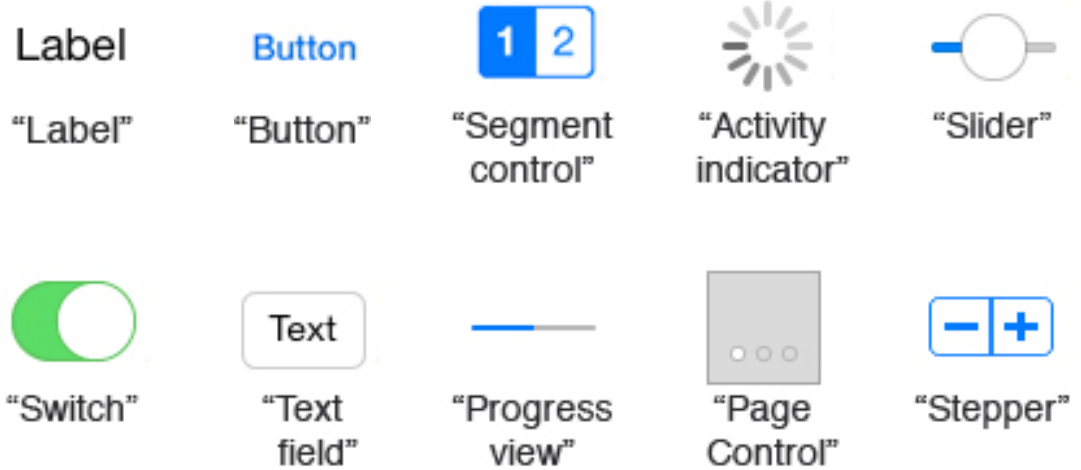 Label
Button
1 2
“Label”
“Button”
“Segment
control”
“Activity
indicator”
“Slider”
Text
“Switch”
“Text
field”
“Progress
view”
“Page
Control”
“Stepper”